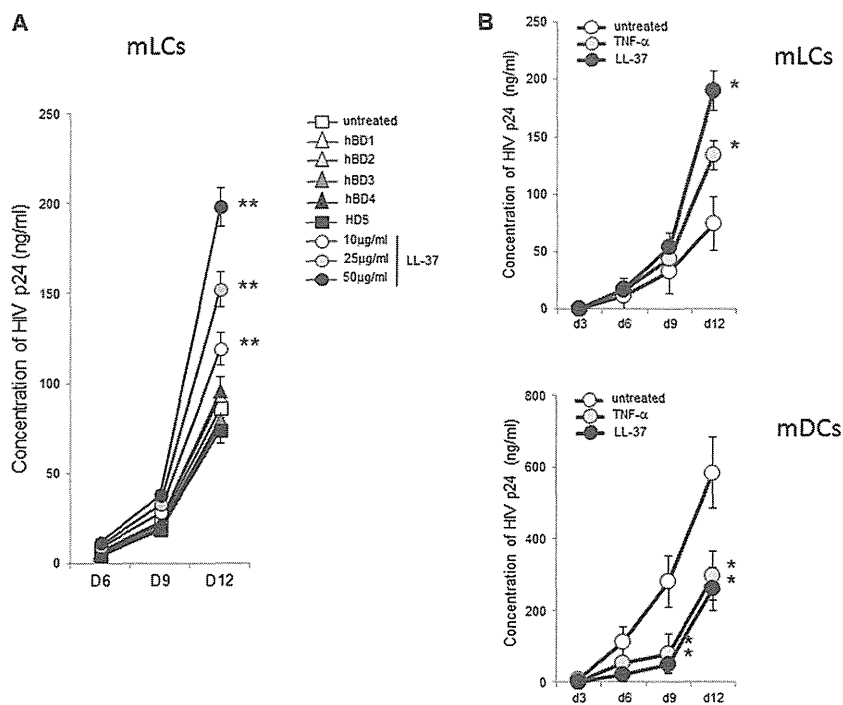 A
mLCs
Concentration of HIV p24 (ng/ml)
250
200
150
100
50
0
D6
D9
D12
**
**
**
untreated
hBD1
hBD2
hBD3
hBD4
HD5
10µg/ml
25µg/ml
50µg/ml
LL-37
B
mLCs
Concentration of HIV p24 (ng/ml)
250
200
150
100
50
0
d3
d6
d9
d12
untreated
TNF-α
LL-37
*
*
mDCs
Concentration of HIV p24 (ng/ml)
800
600
400
200
0
d3
d6
d9
d12
untreated
TNF-α
LL-37
*
*
*
*